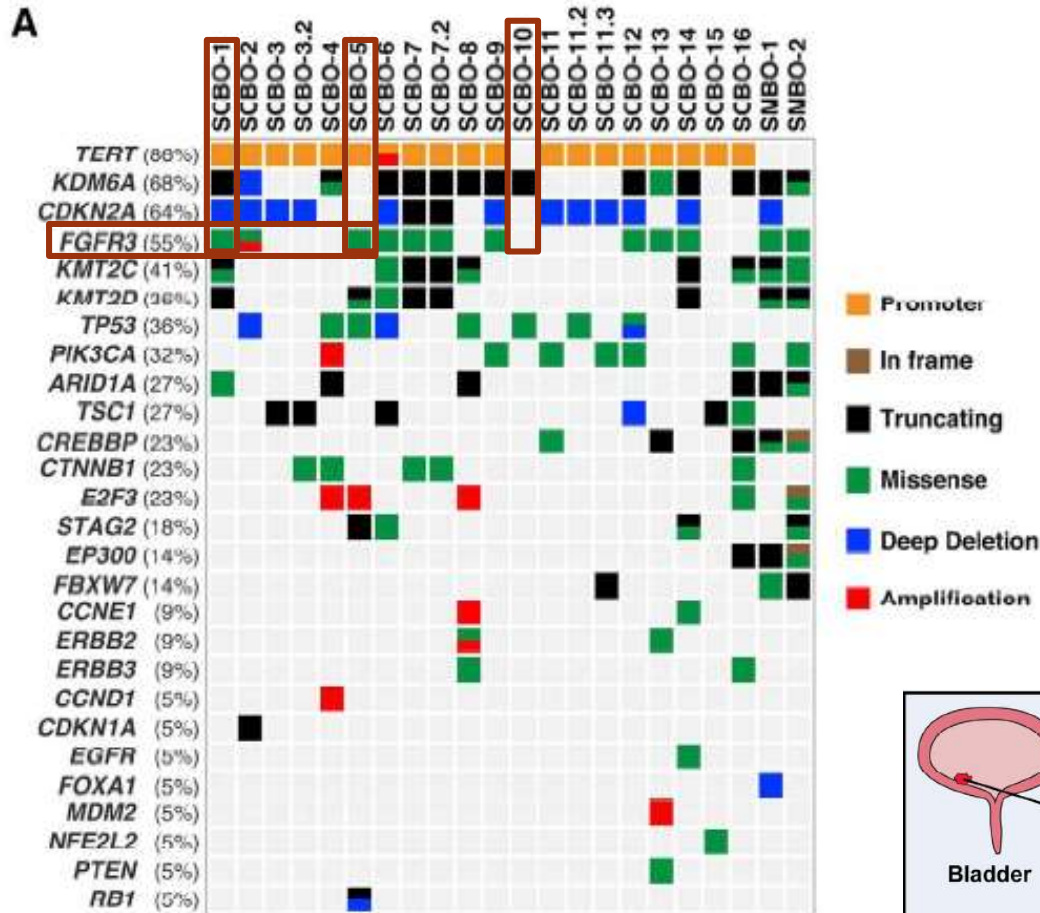 A
SCBO-1
SCBO-2
SCBO-3
SCBO-3.2
SCBO-4
SCBO-5
SCBO-6
SCBO-7
SCBO-7.2
SCBO-8
SCBO-9
SCBO-10
SCBO-11
SCBO-11.2
SCBO-11.3
SCBO-12
SCBO-13
SCBO-14
SCBO-15
SCBO-16
SNBO-1
SNBO-2
TERT (86%)
KDM6A (68%)
CDKN2A (64%)
FGFR3 (55%)
KMT2C (41%)
KMT2D (36%)
TP53 (36%)
PIK3CA (32%)
ARID1A (27%)
TSC1 (27%)
CREBBP (23%)
CTNNB1 (23%)
E2F3 (23%)
STAG2 (18%)
EP300 (14%)
FBXW7 (14%)
CCNE1 (9%)
ERBB2 (9%)
ERBB3 (9%)
CCND1 (5%)
CDKN1A (5%)
EGFR (5%)
FOXA1 (5%)
MDM2 (5%)
NFE2L2 (5%)
PTEN (5%)
RB1 (5%)
Promoter
In frame
Truncating
Missense
Deep Deletion
Amplification
Bladder